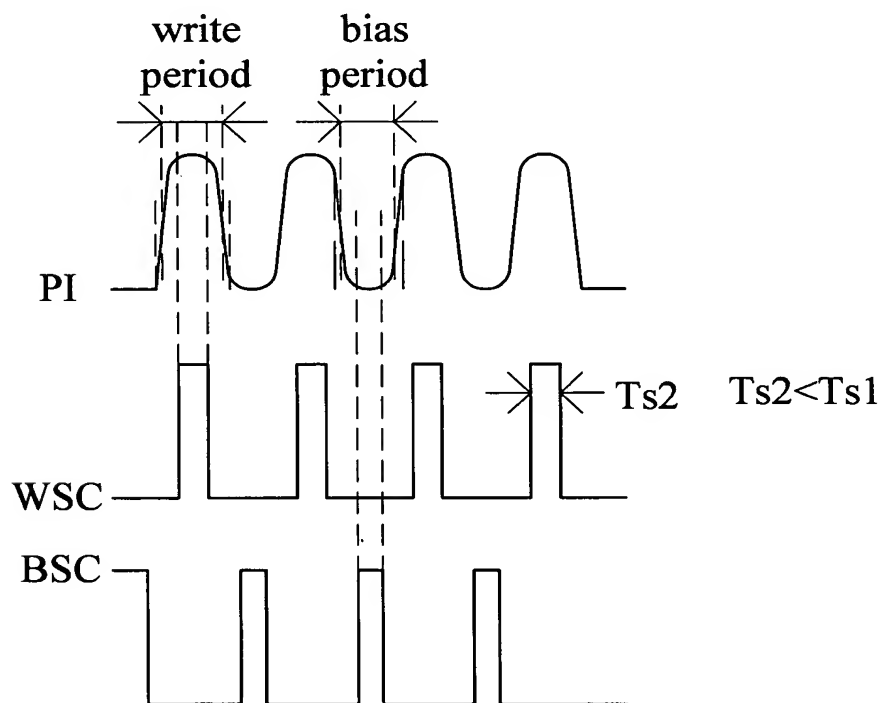 write
period
bias
period
PI
Ts2
Ts2<Ts1
WSC
BSC